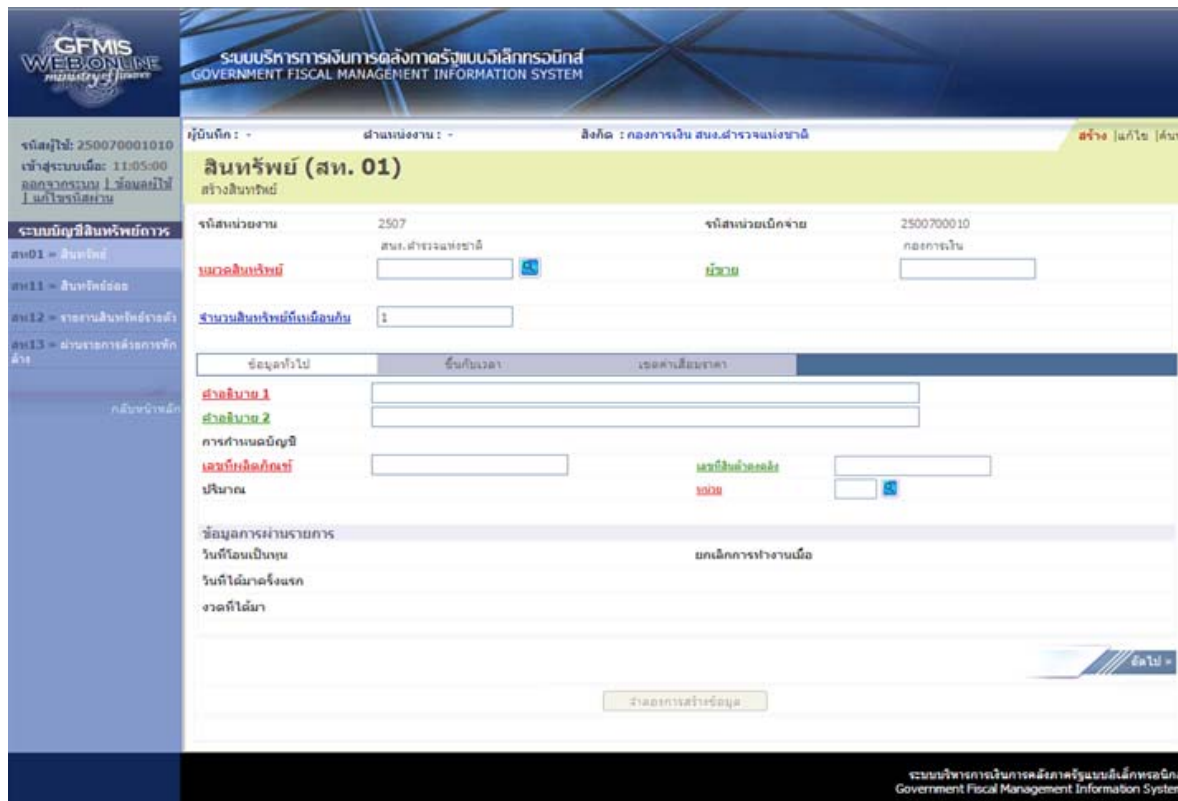 GFMIS
WEB ONLINE
ministry of finance
ระบบบริหารการเงินการคลังภาครัฐแบบอิเล็กทรอนิกส์
GOVERNMENT FISCAL MANAGEMENT INFORMATION SYSTEM
รหัสผู้ใช้: 250070001010
เข้าสู่ระบบเมื่อ: 11:05:00
ออกจากระบบ | ข้อมูลผู้ใช้
| แก้ไขรหัสผ่าน
ระบบบัญชีสินทรัพย์ถาวร
สท01 = สินทรัพย์
สท11 = สินทรัพย์ย่อย
สท12 = รายงานสินทรัพย์รายตัว
สท13 = ผ่านรายการด้วยการหัก
ล้าง
กลับหน้าหลัก
ผู้บันทึก : - ตำแหน่งงาน : - สังกัด : กองการเงิน สนง.ตำรวจแห่งชาติ สร้าง |แก้ไข |ค้นหา
สินทรัพย์ (สท. 01)
สร้างสินทรัพย์
รหัสหน่วยงาน 2507 รหัสหน่วยเบิกจ่าย 2500700010
สนง.ตำรวจแห่งชาติ กองการเงิน
หมวดสินทรัพย์ ผู้ขาย
จำนวนสินทรัพย์ที่เหมือนกัน 1
ข้อมูลทั่วไป ขึ้นกับเวลา เขตค่าเสื่อมราคา
คำอธิบาย 1
คำอธิบาย 2
การกำหนดบัญชี
เลขที่ผลิตภัณฑ์ เลขที่สินค้าคงคลัง
ปริมาณ หน่วย
ข้อมูลการผ่านรายการ
วันที่โอนเป็นทุน ยกเลิกการทำงานเมื่อ
วันที่ได้มาครั้งแรก
งวดที่ได้มา
ถัดไป »
จำลองการสร้างข้อมูล
ระบบบริหารการเงินการคลังภาครัฐแบบอิเล็กทรอนิกส์
Government Fiscal Management Information System